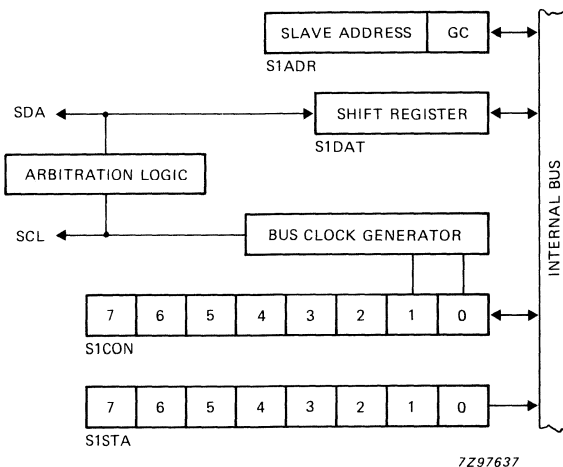 SLAVE ADDRESS GC
S1ADR
SDA
SHIFT REGISTER
S1DAT
ARBITRATION LOGIC
SCL
BUS CLOCK GENERATOR
INTERNAL BUS
7 6 5 4 3 2 1 0
S1CON
7 6 5 4 3 2 1 0
S1STA
7Z97637